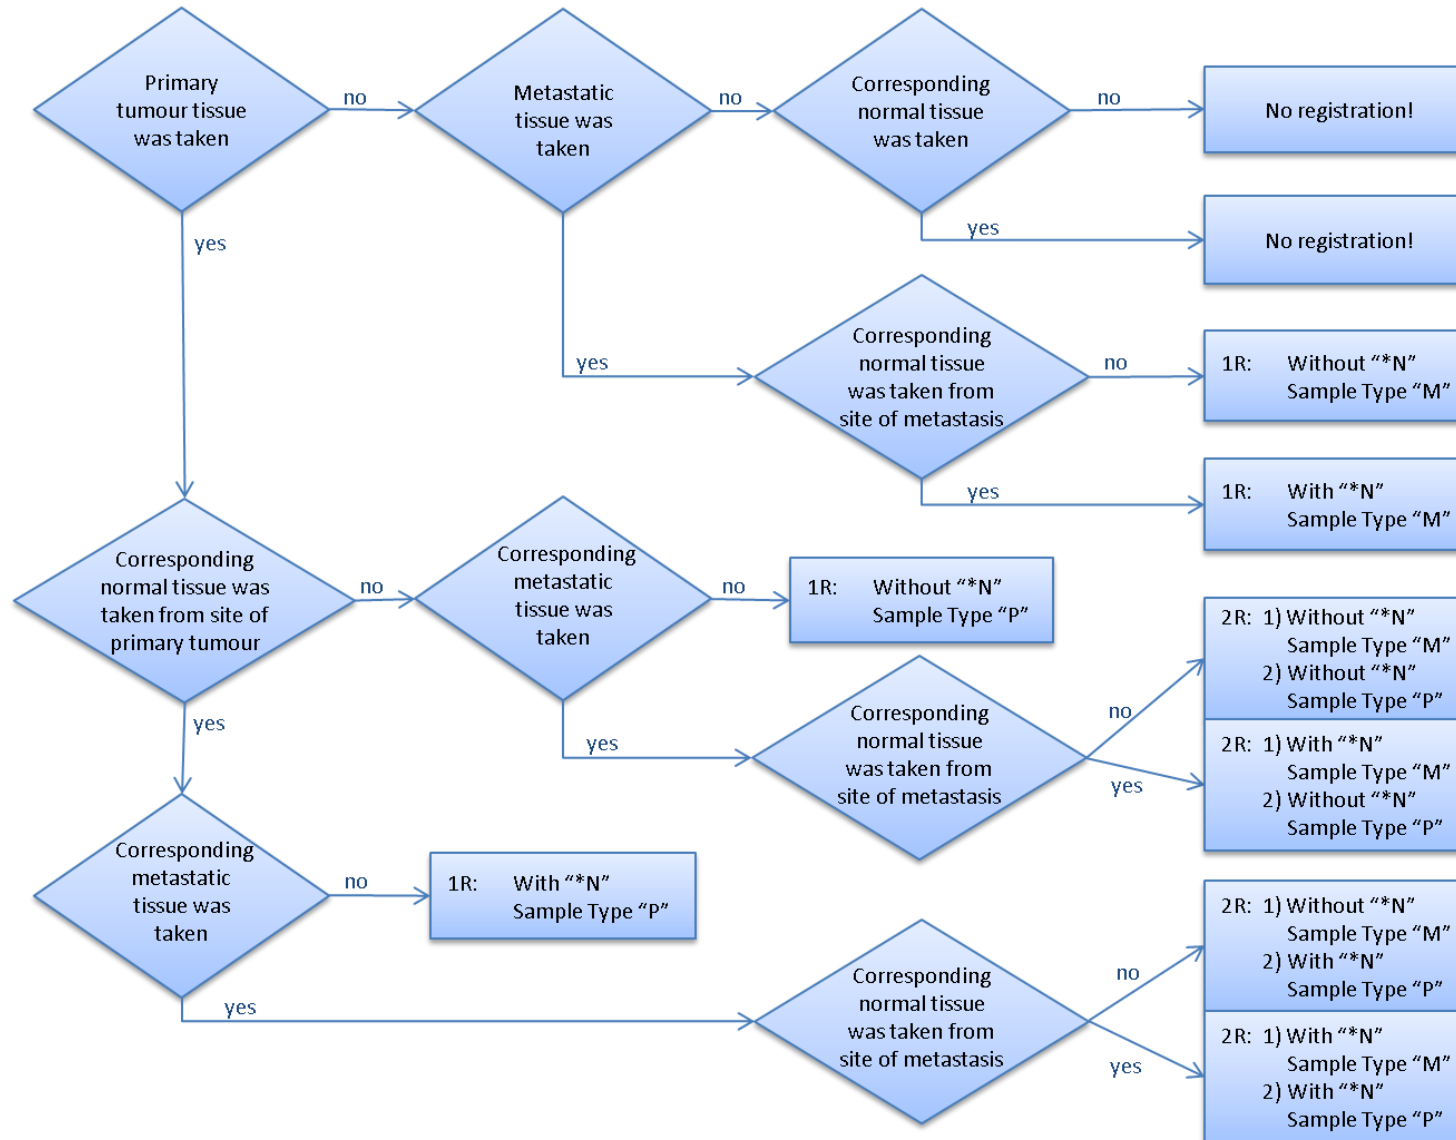 Primary
tumour tissue
was taken
no
Metastatic
tissue was
taken
no
Corresponding
normal tissue
was taken
no
No registration!
yes
No registration!
yes
yes
Corresponding
normal tissue
was taken from
site of metastasis
no
1R: Without “*N”
Sample Type “M”
yes
1R: With “*N”
Sample Type “M”
Corresponding
normal tissue was
taken from site of
primary tumour
no
Corresponding
metastatic
tissue was
taken
no
1R: Without “*N”
Sample Type “P”
yes
Corresponding
normal tissue
was taken from
site of metastasis
no
2R: 1) Without “*N”
Sample Type “M”
2) Without “*N”
Sample Type “P”
yes
2R: 1) With “*N”
Sample Type “M”
2) Without “*N”
Sample Type “P”
yes
Corresponding
metastatic
tissue was
taken
no
1R: With “*N”
Sample Type “P”
yes
Corresponding
normal tissue
was taken from
site of metastasis
no
2R: 1) Without “*N”
Sample Type “M”
2) With “*N”
Sample Type “P”
yes
2R: 1) With “*N”
Sample Type “M”
2) With “*N”
Sample Type “P”